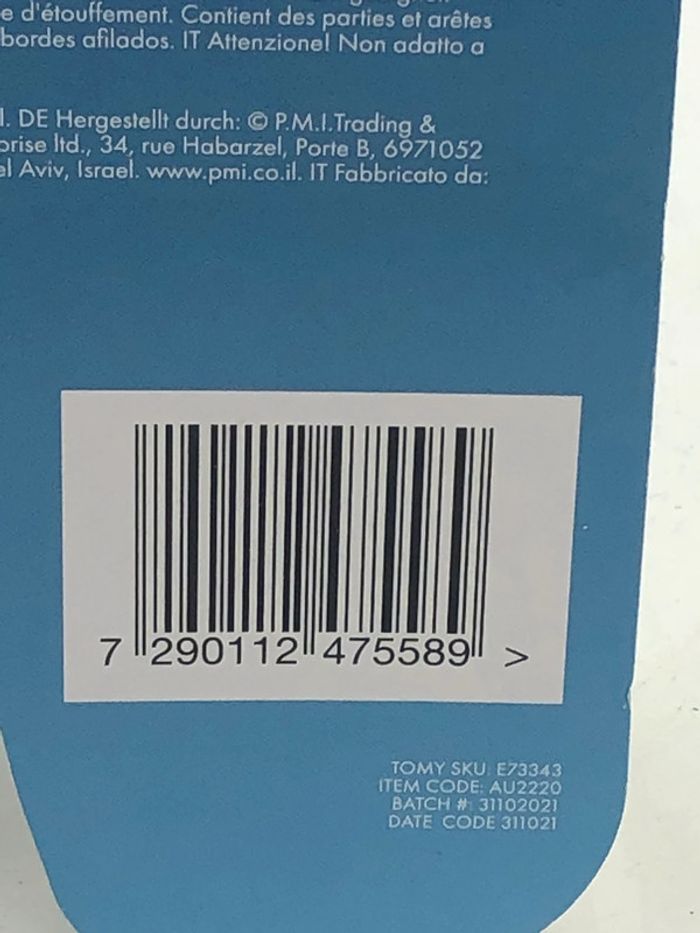 e d'étouffement. Contient des parties et arêtes
bordes afilados. IT Attenzione! Non adatto a
l. DE Hergestellt durch: © P.M.I.Trading &
prise ltd., 34, rue Habarzel, Porte B, 6971052
el Aviv, Israel. www.pmi.co.il. IT Fabbricato da:
7 290112 475589 >
TOMY SKU: E73343
ITEM CODE: AU2220
BATCH #: 31102021
DATE CODE 311021